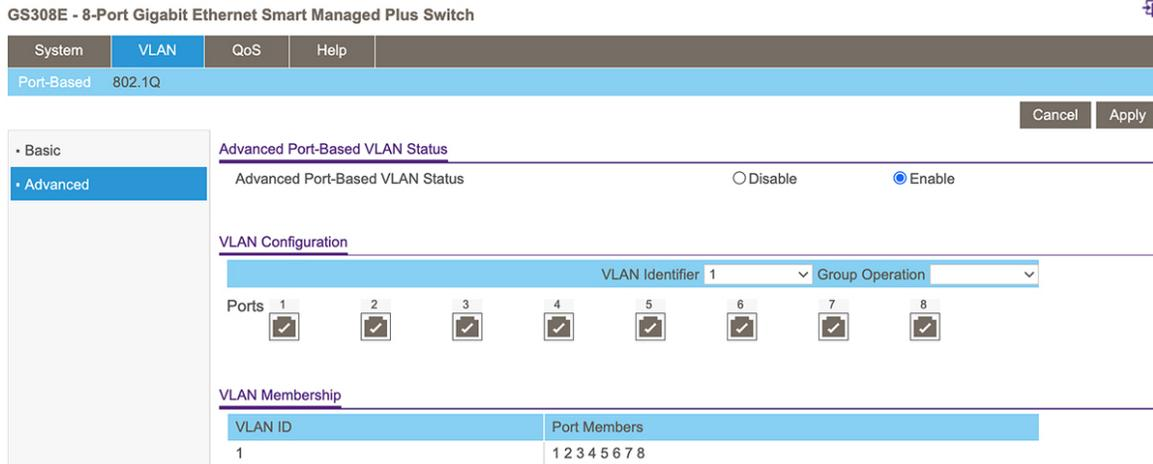 GS308E - 8-Port Gigabit Ethernet Smart Managed Plus Switch
System VLAN QoS Help
Port-Based 802.1Q
Cancel Apply
• Basic
• Advanced
Advanced Port-Based VLAN Status
Advanced Port-Based VLAN Status Disable Enable
VLAN Configuration
VLAN Identifier 1 Group Operation
Ports 1 2 3 4 5 6 7 8
VLAN Membership
VLAN ID Port Members
1 1 2 3 4 5 6 7 8